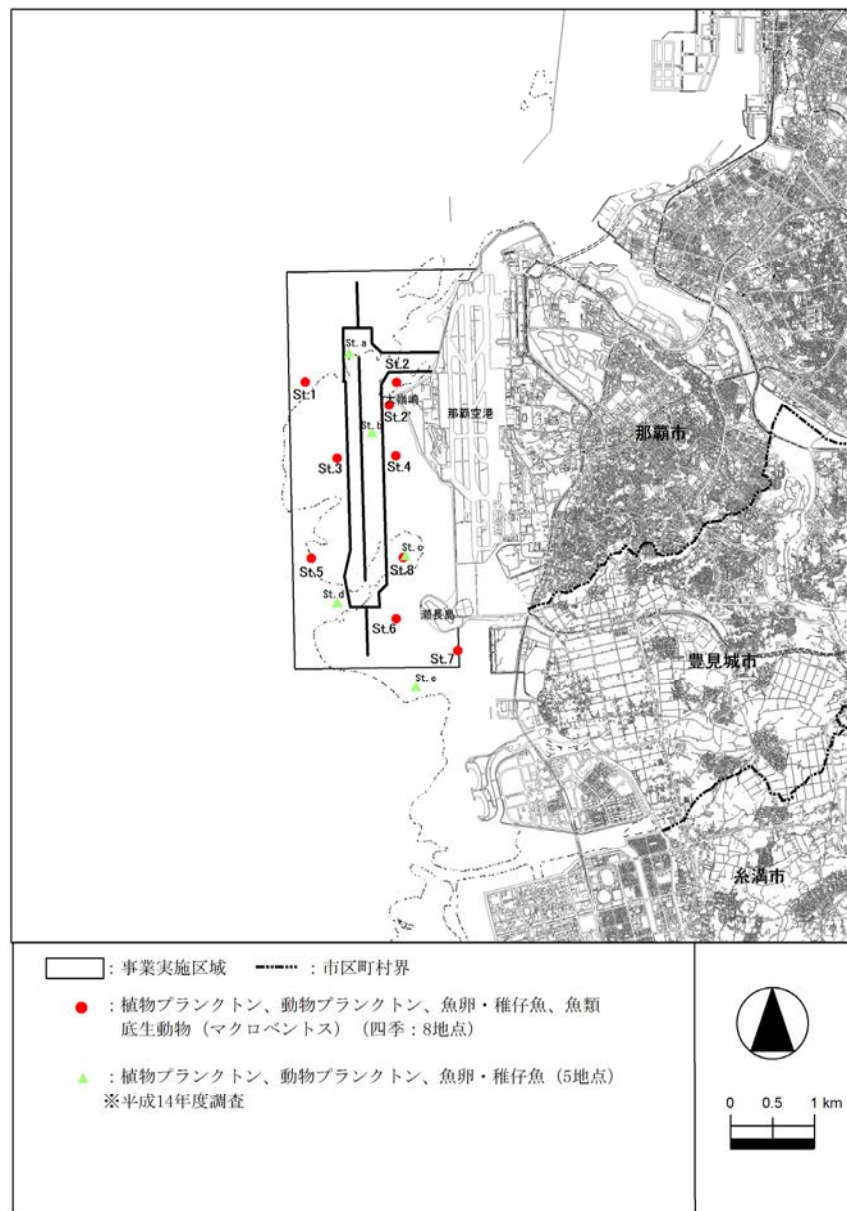 St.a
St.2
St.1
大嶺崎
St.2'
那覇空港
St.b
那覇市
St.3
St.4
St.c
St.5
St.8
St.d
瀬長島
St.6
St.7
豊見城市
St.e
糸満市
:事業実施区域
:市区町村界
:植物プランクトン、動物プランクトン、魚卵・稚仔魚、魚類
底生動物(マクロベントス)(四季:8地点)
:植物プランクトン、動物プランクトン、魚卵・稚仔魚(5地点)
※平成14年度調査
0 0.5 1 km